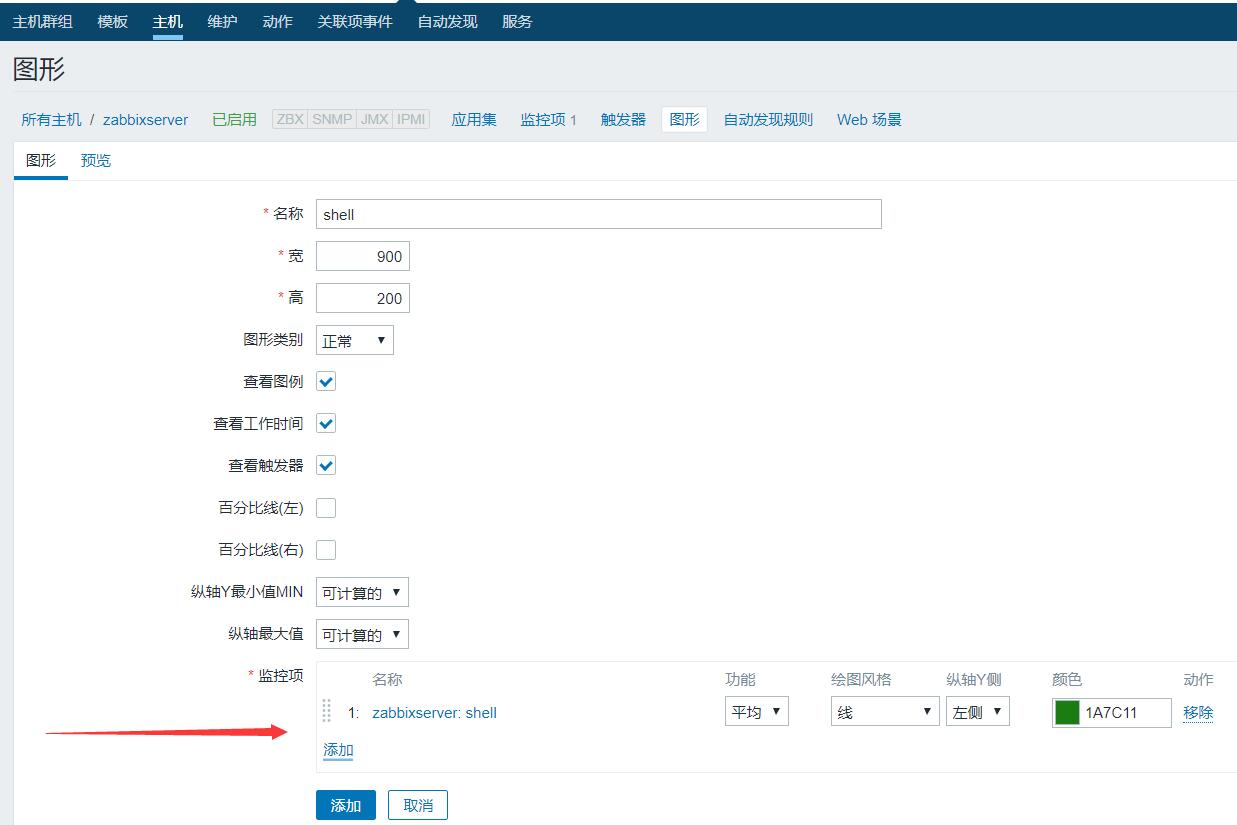 主机群组 模板 主机 维护 动作 关联项事件 自动发现 服务
图形
所有主机 / zabbixserver 已启用 ZBX SNMP JMX IPMI 应用集 监控项 1 触发器 图形 自动发现规则 Web 场景
图形 预览
* 名称 shell
* 宽 900
* 高 200
图形类别 正常
查看图例
查看工作时间
查看触发器
百分比线(左)
百分比线(右)
纵轴Y最小值MIN 可计算的
纵轴最大值 可计算的
* 监控项 名称 功能 绘图风格 纵轴Y侧 颜色 动作
1: zabbixserver: shell 平均 线 左侧 1A7C11 移除
添加
添加 取消